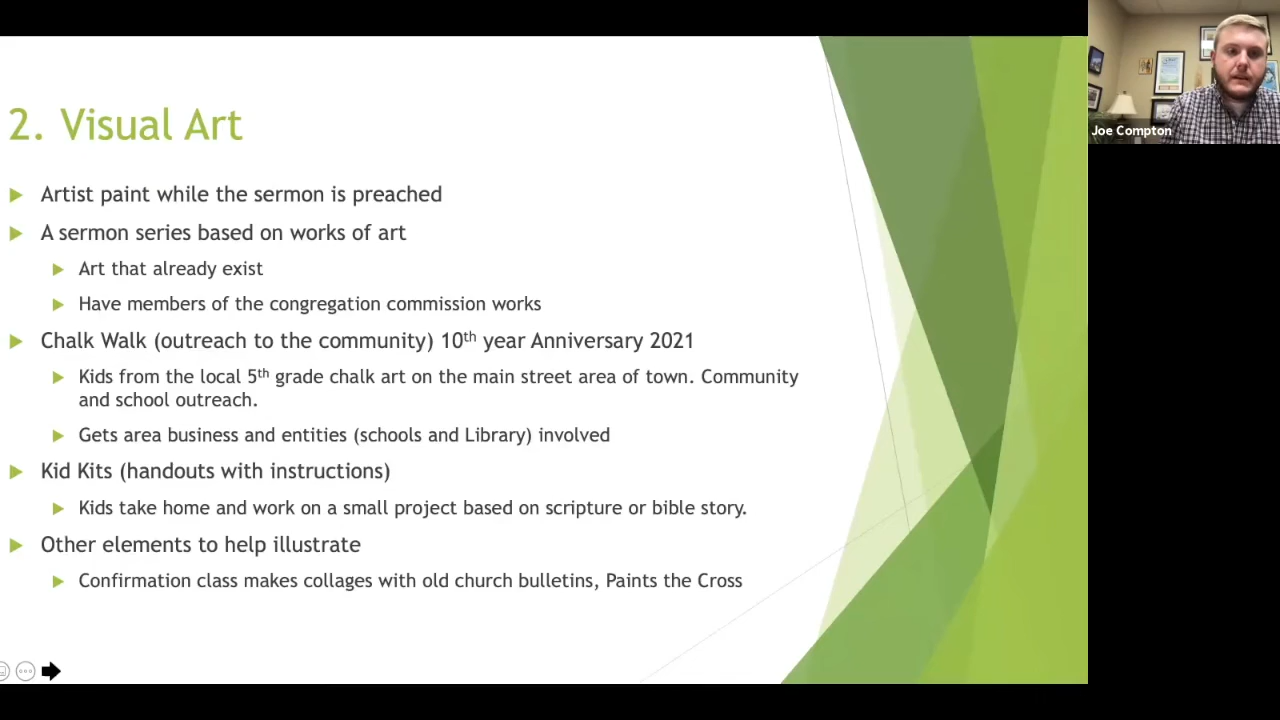 2. Visual Art
Artist paint while the sermon is preached
A sermon series based on works of art
Art that already exist
Have members of the congregation commission works
Chalk Walk (outreach to the community) 10th year Anniversary 2021
Kids from the local 5th grade chalk art on the main street area of town. Community
and school outreach.
Gets area business and entities (schools and Library) involved
Kid Kits (handouts with instructions)
Kids take home and work on a small project based on scripture or bible story.
Other elements to help illustrate
Confirmation class makes collages with old church bulletins, Paints the Cross
Joe Compton